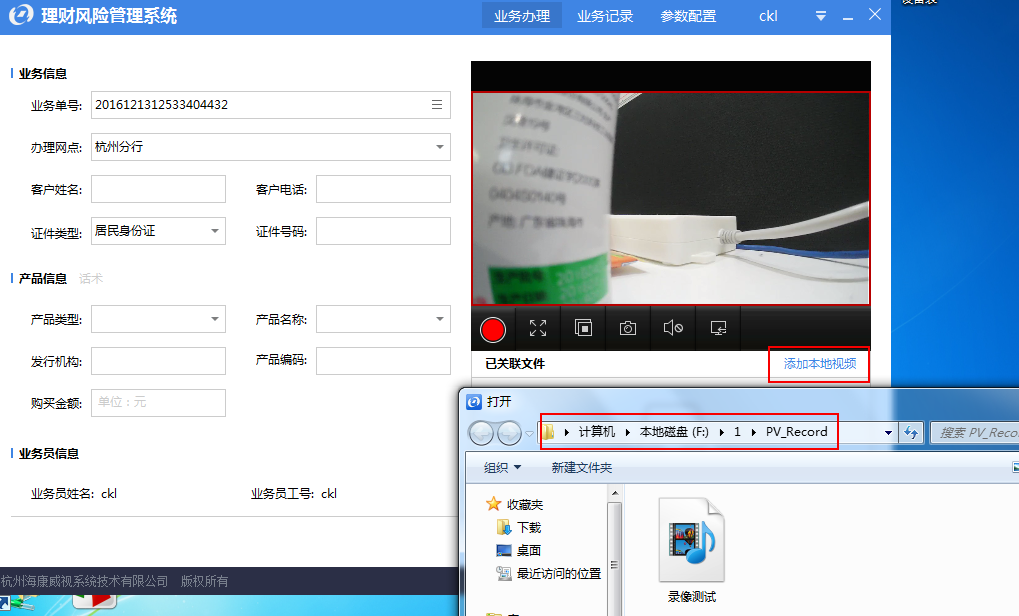 理财风险管理系统
业务办理 业务记录 参数配置 ckl
业务信息
业务单号: 2016121312533404432
办理网点: 杭州分行
客户姓名: 客户电话:
证件类型: 居民身份证 证件号码:
产品信息 话术
产品类型: 产品名称:
发行机构: 产品编码:
购买金额: 单位：元
业务员信息
业务员姓名: ckl 业务员工号: ckl
杭州海康威视系统技术有限公司 版权所有
卫生许可证:
已关联文件 添加本地视频
打开
计算机 本地磁盘 (F:) 1 PV_Record
搜索 PV_Reco
组织 新建文件夹
收藏夹
下载
桌面
最近访问的位置
录像测试